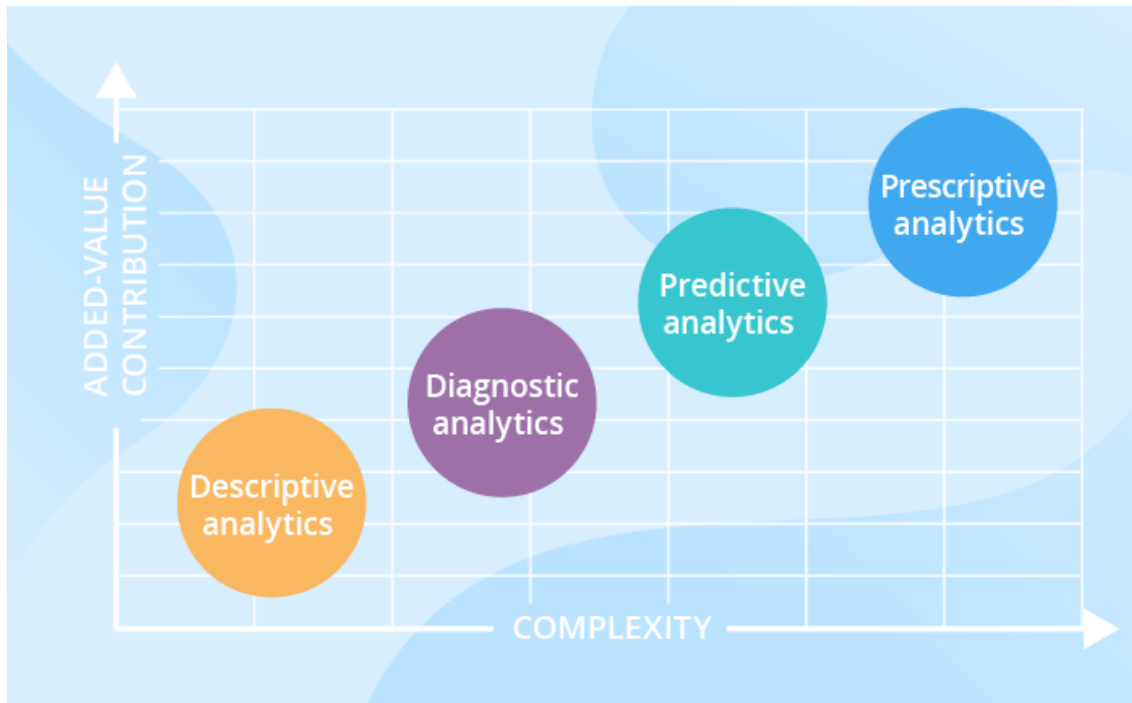 ADDED-VALUE
CONTRIBUTION
Prescriptive
analytics
Predictive
analytics
Diagnostic
analytics
Descriptive
analytics
COMPLEXITY